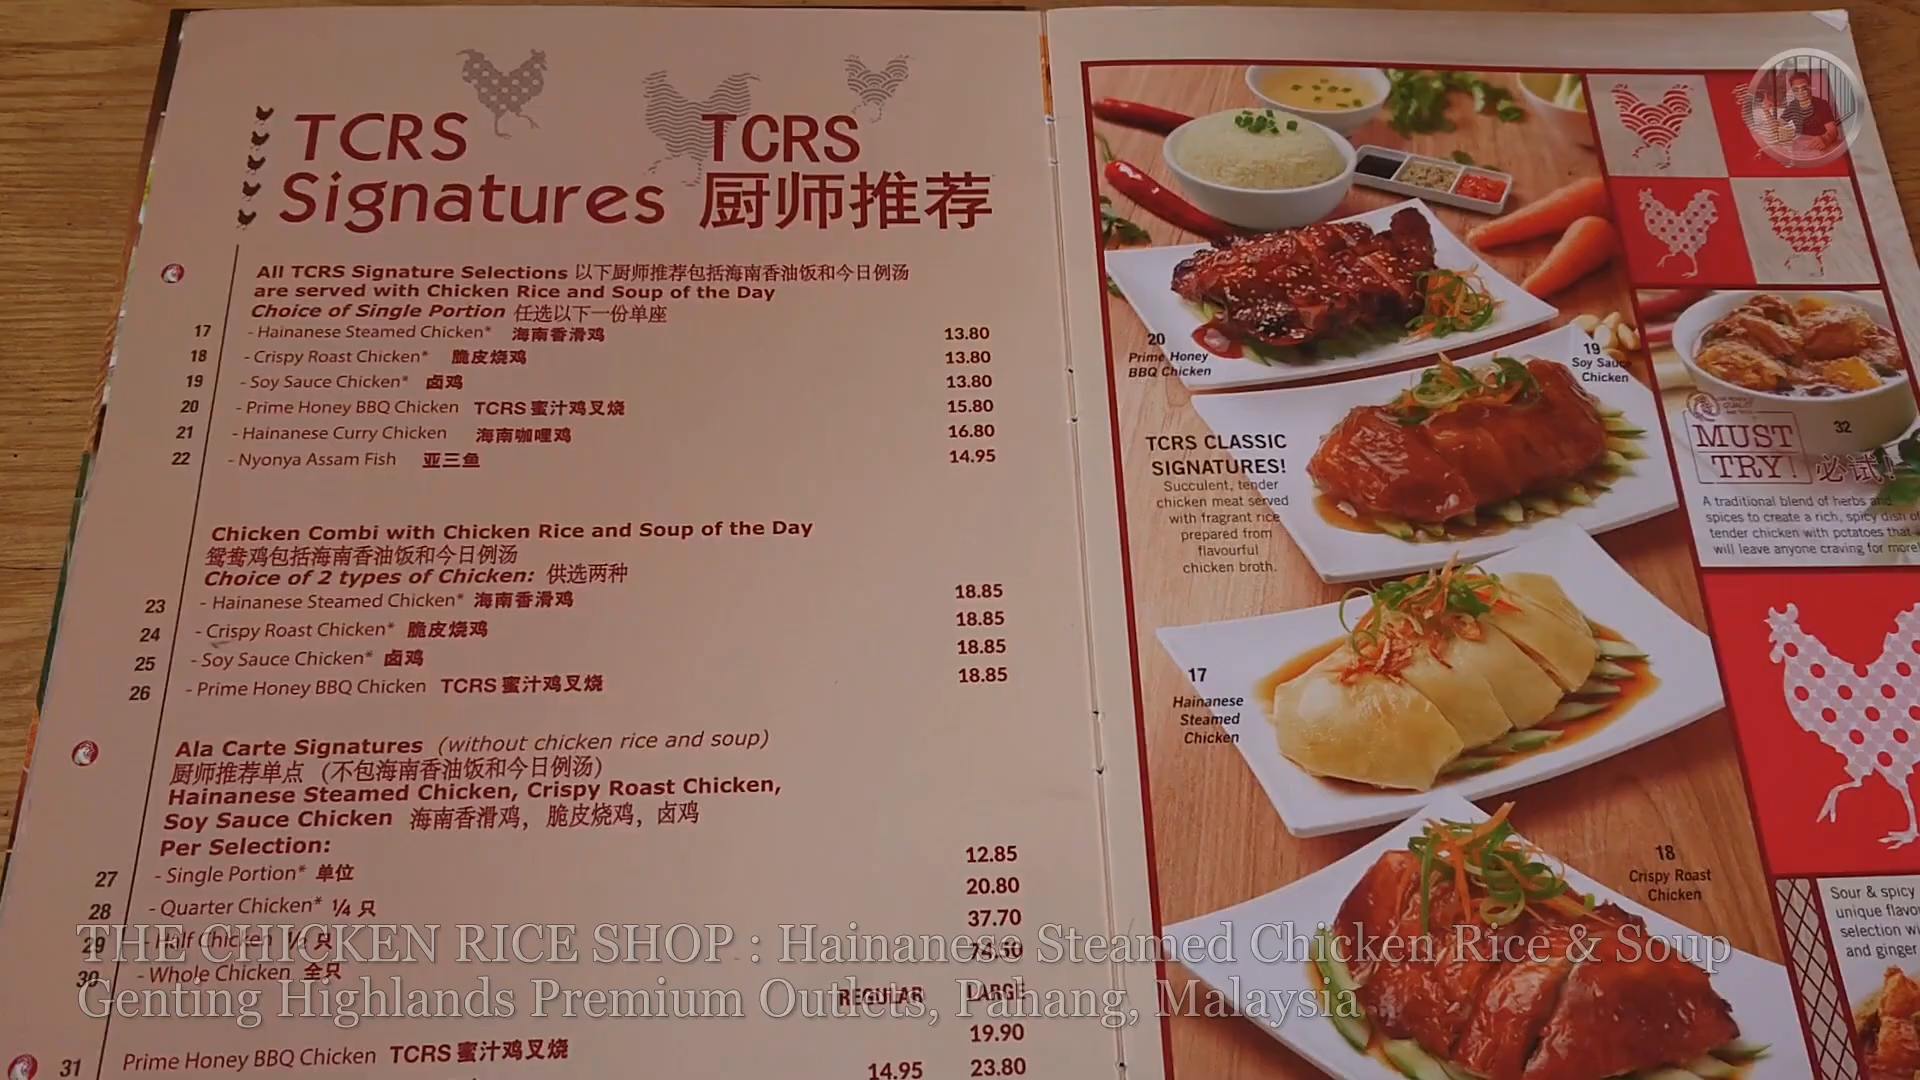 TCRS
Signatures
TCRS
厨师推荐
All TCRS Signature Selections 以下厨师推荐包括海南香油饭和今日例汤
are served with Chicken Rice and Soup of the Day
Choice of Single Portion 任选以下一份单座
17 - Hainanese Steamed Chicken* 海南香滑鸡 13.80
18 - Crispy Roast Chicken* 脆皮烧鸡 13.80
19 - Soy Sauce Chicken* 卤鸡 13.80
20 - Prime Honey BBQ Chicken TCRS 蜜汁鸡叉烧 15.80
21 - Hainanese Curry Chicken 海南咖哩鸡 16.80
22 - Nyonya Assam Fish 亚三鱼 14.95
Chicken Combi with Chicken Rice and Soup of the Day
鸳鸯鸡包括海南香油饭和今日例汤
Choice of 2 types of Chicken: 供选两种
23 - Hainanese Steamed Chicken* 海南香滑鸡 18.85
24 - Crispy Roast Chicken* 脆皮烧鸡 18.85
25 - Soy Sauce Chicken* 卤鸡 18.85
26 - Prime Honey BBQ Chicken TCRS 蜜汁鸡叉烧 18.85
Ala Carte Signatures (without chicken rice and soup)
厨师推荐单点 (不包海南香油饭和今日例汤)
Hainanese Steamed Chicken, Crispy Roast Chicken,
Soy Sauce Chicken 海南香滑鸡, 脆皮烧鸡, 卤鸡
Per Selection:
27 - Single Portion* 单位 12.85
28 - Quarter Chicken* 1/4 只 20.80
29 - Half Chicken 1/2 只 37.70
30 - Whole Chicken 全只
REGULAR LARGE
19.90
31 Prime Honey BBQ Chicken TCRS 蜜汁鸡叉烧 14.95 23.80
20
Prime Honey
BBQ Chicken
19
Soy Sauce
Chicken
TCRS CLASSIC
SIGNATURES!
Succulent, tender
chicken meat served
with fragrant rice
prepared from
flavourful
chicken broth.
17
Hainanese
Steamed
Chicken
18
Crispy Roast
Chicken
32
MUST
TRY! 必试!
A traditional blend of herbs and
spices to create a rich, spicy dish of
tender chicken with potatoes that
will leave anyone craving for more!
Sour & spicy
unique
selection
and ginger
THE CHICKEN RICE SHOP : Hainanese Steamed Chicken Rice & Soup
Genting Highlands Premium Outlets, Pahang, Malaysia